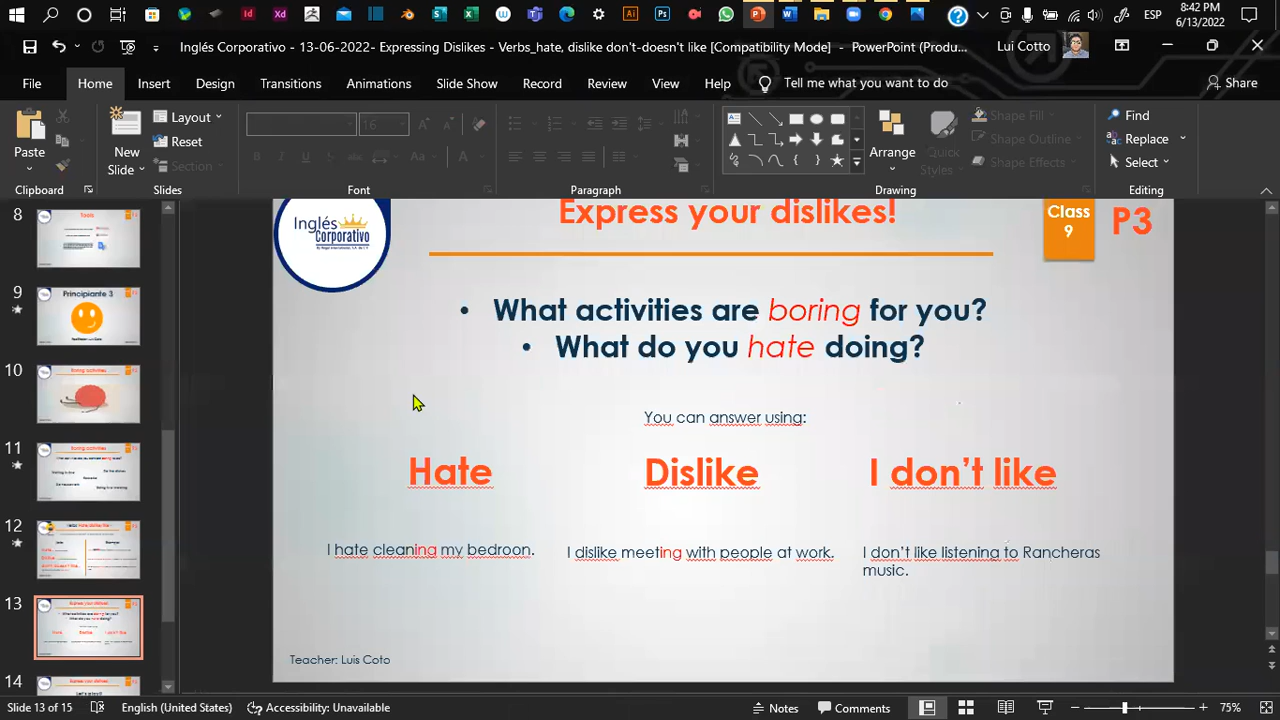 8:42 PM
ESP
6/13/2022
Inglés Corporativo - 13-06-2022- Expressing Dislikes - Verbs_hate, dislike don't-doesn't like [Compatibility Mode] - PowerPoint (Produ...
Lui Cotto
File Home Insert Design Transitions Animations Slide Show Record Review View Help Tell me what you want to do Share
Paste
New
Slide
Layout
Reset
Section
16
Arrange
Quick
Styles
Shape Fill
Shape Outline
Shape Effects
Find
Replace
Select
Clipboard Slides Font Paragraph Drawing Editing
8
Tools
9
Principiante 3
10
Boring activities
11
Boring activities
12
13
14
Express your dislikes!
Inglés
Corporativo
Class
9
P3
• What activities are boring for you?
• What do you hate doing?
You can answer using:
Hate Dislike I don't like
I hate cleaning my bedroon.
I dislike meeting with people at work.
I don't like listening to Rancheras
music.
Teacher: Luis Coto
Slide 13 of 15 English (United States) Accessibility: Unavailable Notes Comments 75%